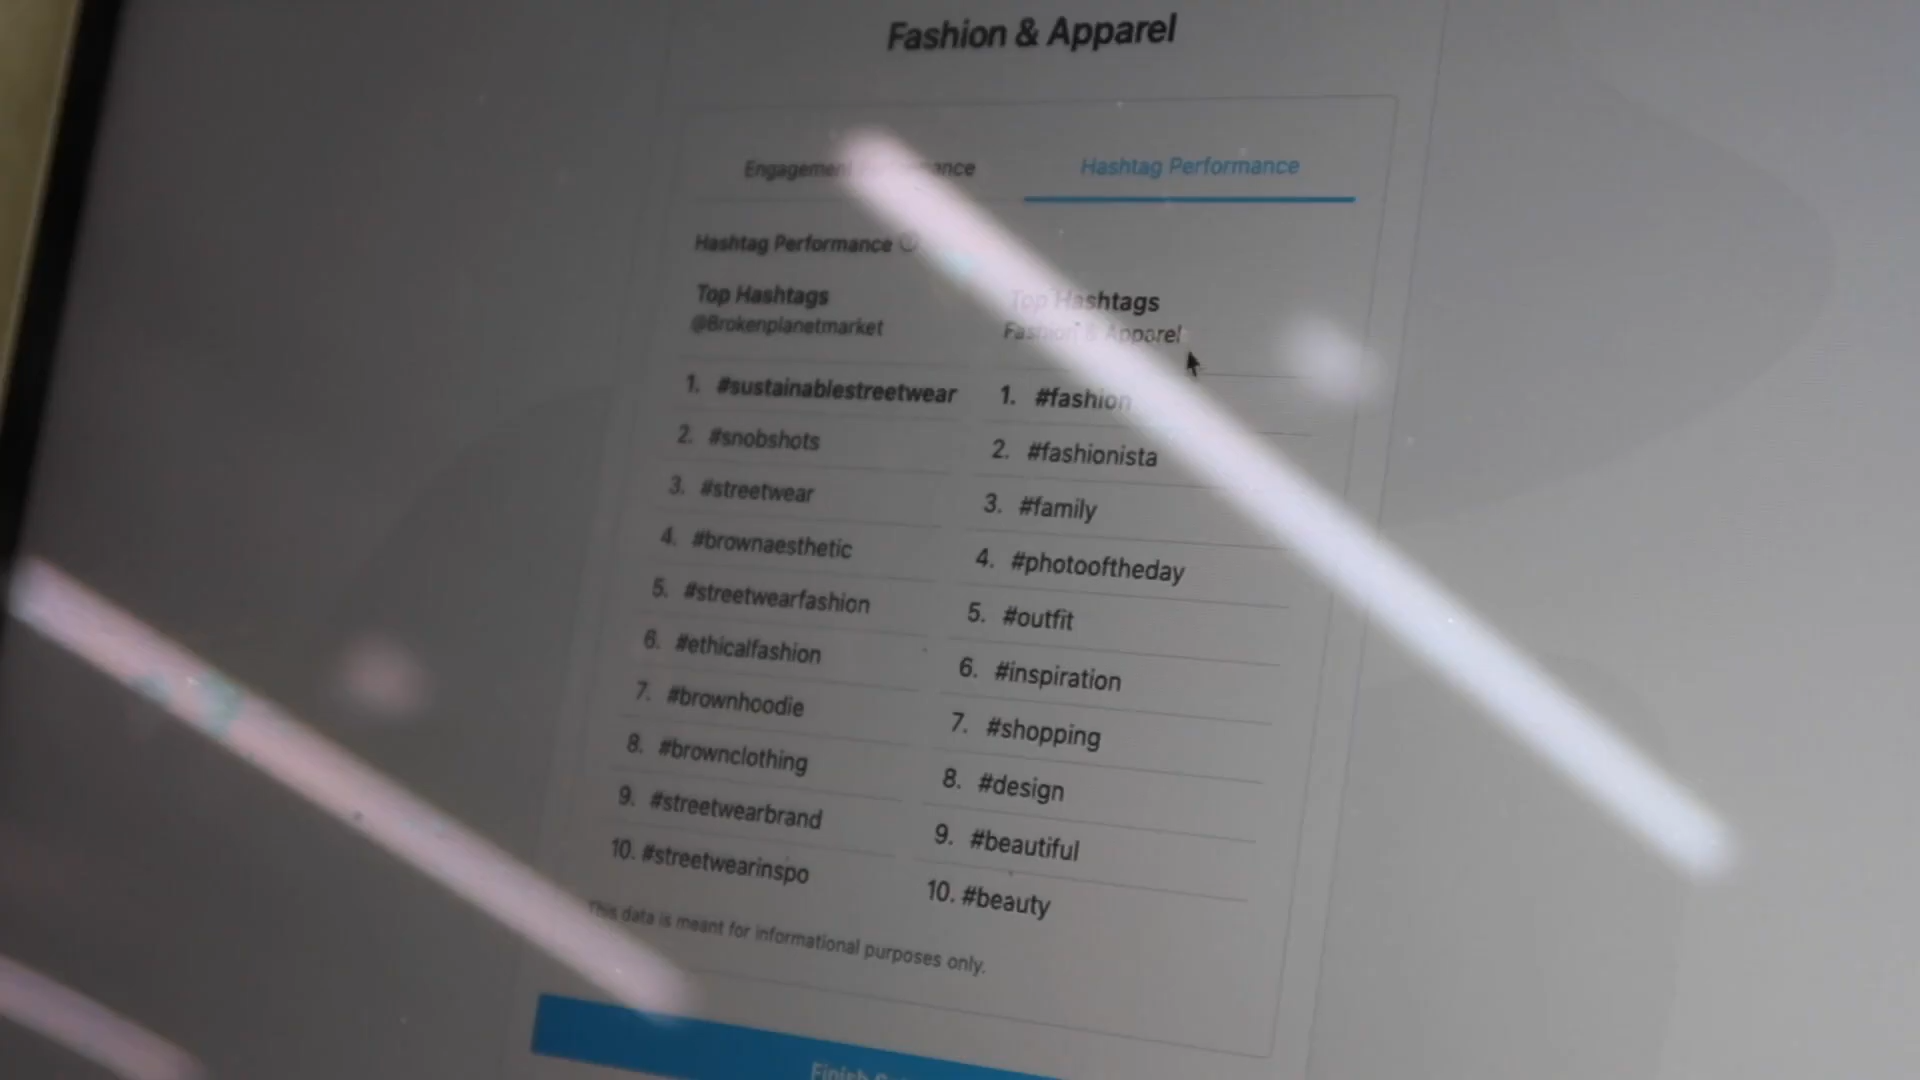 Fashion & Apparel
Hashtag Performance
Hashtag Performance
Top Hashtags
@Brokenplanetmarket
1. #sustainablestreetwear
2. #snobshots
3. #streetwear
4. #brownaesthetic
5. #streetwearfashion
6. #ethicalfashion
7. #brownhoodie
8. #brownclothing
9. #streetwearbrand
10. #streetwearinspo
Top Hashtags
Fashion & Apparel
1. #fashion
2. #fashionista
3. #family
4. #photooftheday
5. #outfit
6. #inspiration
7. #shopping
8. #design
9. #beautiful
10. #beauty
This data is meant for informational purposes only.
Finish